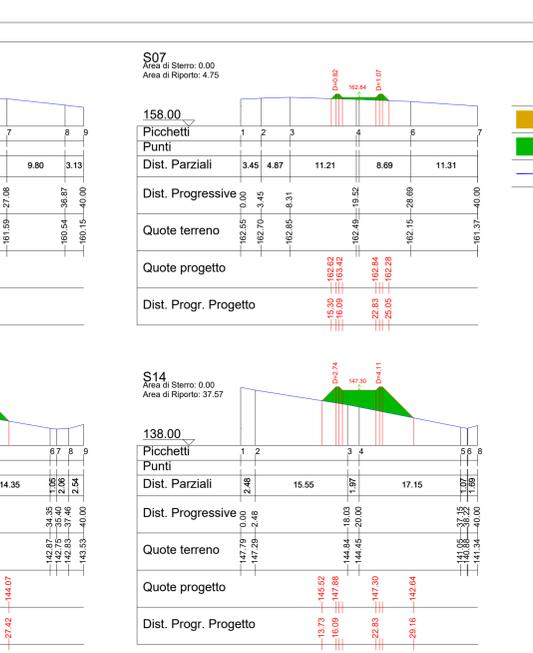 S07
Area di Sterro: 0.00
Area di Riporto: 4.75
D=0.82
162.84
D=1.07
158.00
7 8 9
Picchetti 1 2 3 4 6 7
Punti
9.80 3.13
Dist. Parziali 3.45 4.87 11.21 8.69 11.31
27.08 36.87 40.00
Dist. Progressive 0.00 3.45 8.31 19.52 28.69 40.00
161.59 160.54 160.15
Quote terreno 162.55 162.70 162.85 162.49 162.15 161.37
Quote progetto 162.62 163.42 162.84 162.28
Dist. Progr. Progetto 15.30 16.09 22.83 25.05
S14
Area di Sterro: 0.00
Area di Riporto: 37.57
D=2.74
147.30
D=4.11
138.00
6 7 8 9
Picchetti 1 2 3 4 5 6 8
Punti
14.35 1.05 2.06 2.54
Dist. Parziali 2.48 15.55 1.97 17.15 1.07 1.69
34.35 35.40 37.46 40.00
Dist. Progressive 0.00 2.48 18.03 20.00 37.15 38.22 40.00
142.87 142.75 142.83 143.53
Quote terreno 147.79 147.29 144.84 144.45 141.05 141.34
144.07
Quote progetto 145.52 147.88 147.30 142.64
27.42
Dist. Progr. Progetto 13.73 16.09 22.83 29.16